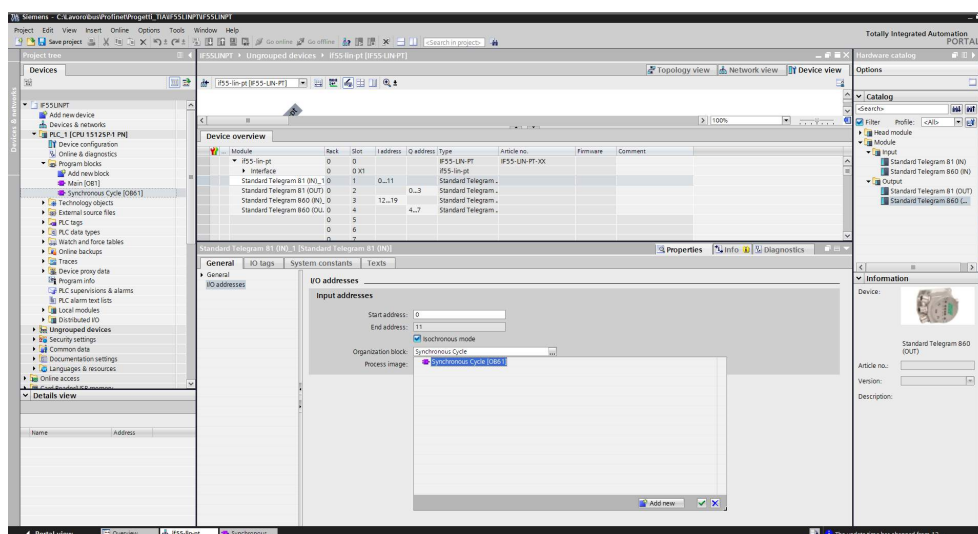 Siemens - C:\Lavoro\bus\Profinet\Progetti_TIA\IF55LINPT\IF55LINPT
Project Edit View Insert Online Options Tools Window Help
Totally Integrated Automation
PORTAL
Save project Go online Go offline <Search in project>
Project tree
IF55LINPT Ungrouped devices if55-lin-pt [IF55-LIN-PT]
Hardware catalog
Devices
Topology view Network view Device view
Options
if55-lin-pt [IF55-LIN-PT]
Devices & networks
IF55LINPT
Add new device
Devices & networks
PLC_1 [CPU 1512SP-1 PN]
Device configuration
Online & diagnostics
Program blocks
Add new block
Main [OB1]
Synchronous Cycle [OB61]
Technology objects
External source files
PLC tags
PLC data types
Watch and force tables
Online backups
Traces
Device proxy data
Program info
PLC supervisions & alarms
PLC alarm text lists
Local modules
Distributed I/O
Ungrouped devices
Security settings
Common data
Documentation settings
Languages & resources
Online access
Card Reader/USB memory
Details view
Name Address
100%
Device overview
Module Rack Slot I address Q address Type Article no. Firmware Comment
if55-lin-pt 0 0 IF55-LIN-PT IF55-LIN-PT-XX
Interface 0 0 X1 if55-lin-pt
Standard Telegram 81 (IN)_1 0 1 0...11 Standard Telegram .
Standard Telegram 81 (OUT) 0 2 0...3 Standard Telegram .
Standard Telegram 860 (IN)_ 0 3 12...19 Standard Telegram .
Standard Telegram 860 (OU. 0 4 4...7 Standard Telegram .
0 5
0 6
0 7
Standard Telegram 81 (IN)_1 [Standard Telegram 81 (IN)]
Properties Info Diagnostics
General IO tags System constants Texts
General
I/O addresses
I/O addresses
Input addresses
Start address: 0
End address: 11
Isochronous mode
Organization block: Synchronous Cycle ...
Process image:
Synchronous Cycle [OB61]
Add new
Catalog
<Search>
Filter Profile: <All>
Head module
Module
Input
Standard Telegram 81 (IN)
Standard Telegram 860 (IN)
Output
Standard Telegram 81 (OUT)
Standard Telegram 860 (...
Information
Device:
Standard Telegram 860
(OUT)
Article no.:
Version:
Description:
Portal view Overview if55-lin-pt Synchronous